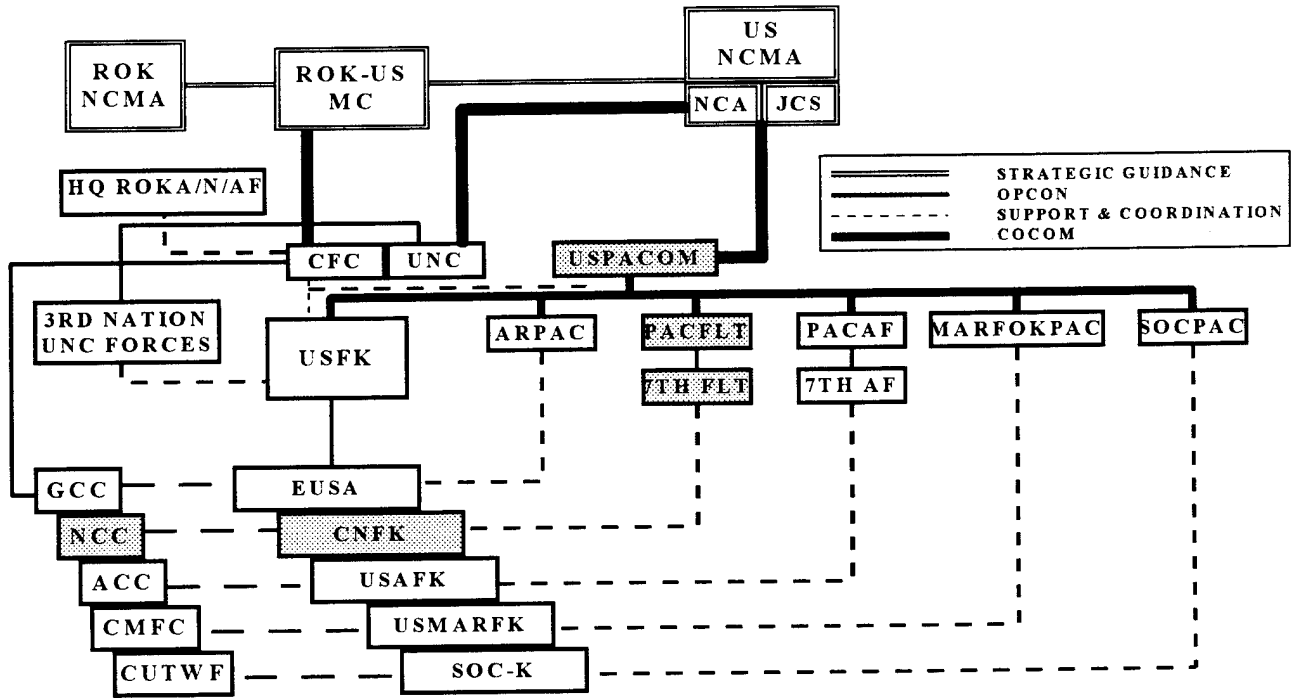 ROK
NCMA
ROK-US
MC
US
NCMA
NCA
JCS
STRATEGIC GUIDANCE
OPCON
SUPPORT & COORDINATION
COCOM
HQ ROKA/N/AF
CFC
UNC
USPACOM
3RD NATION
UNC FORCES
USFK
ARPAC
PACFLT
PACAF
MARFOKPAC
SOCPAC
7TH FLT
7TH AF
GCC
EUSA
NCC
CNFK
ACC
USAFK
CMFC
USMARFK
CUTWF
SOC-K